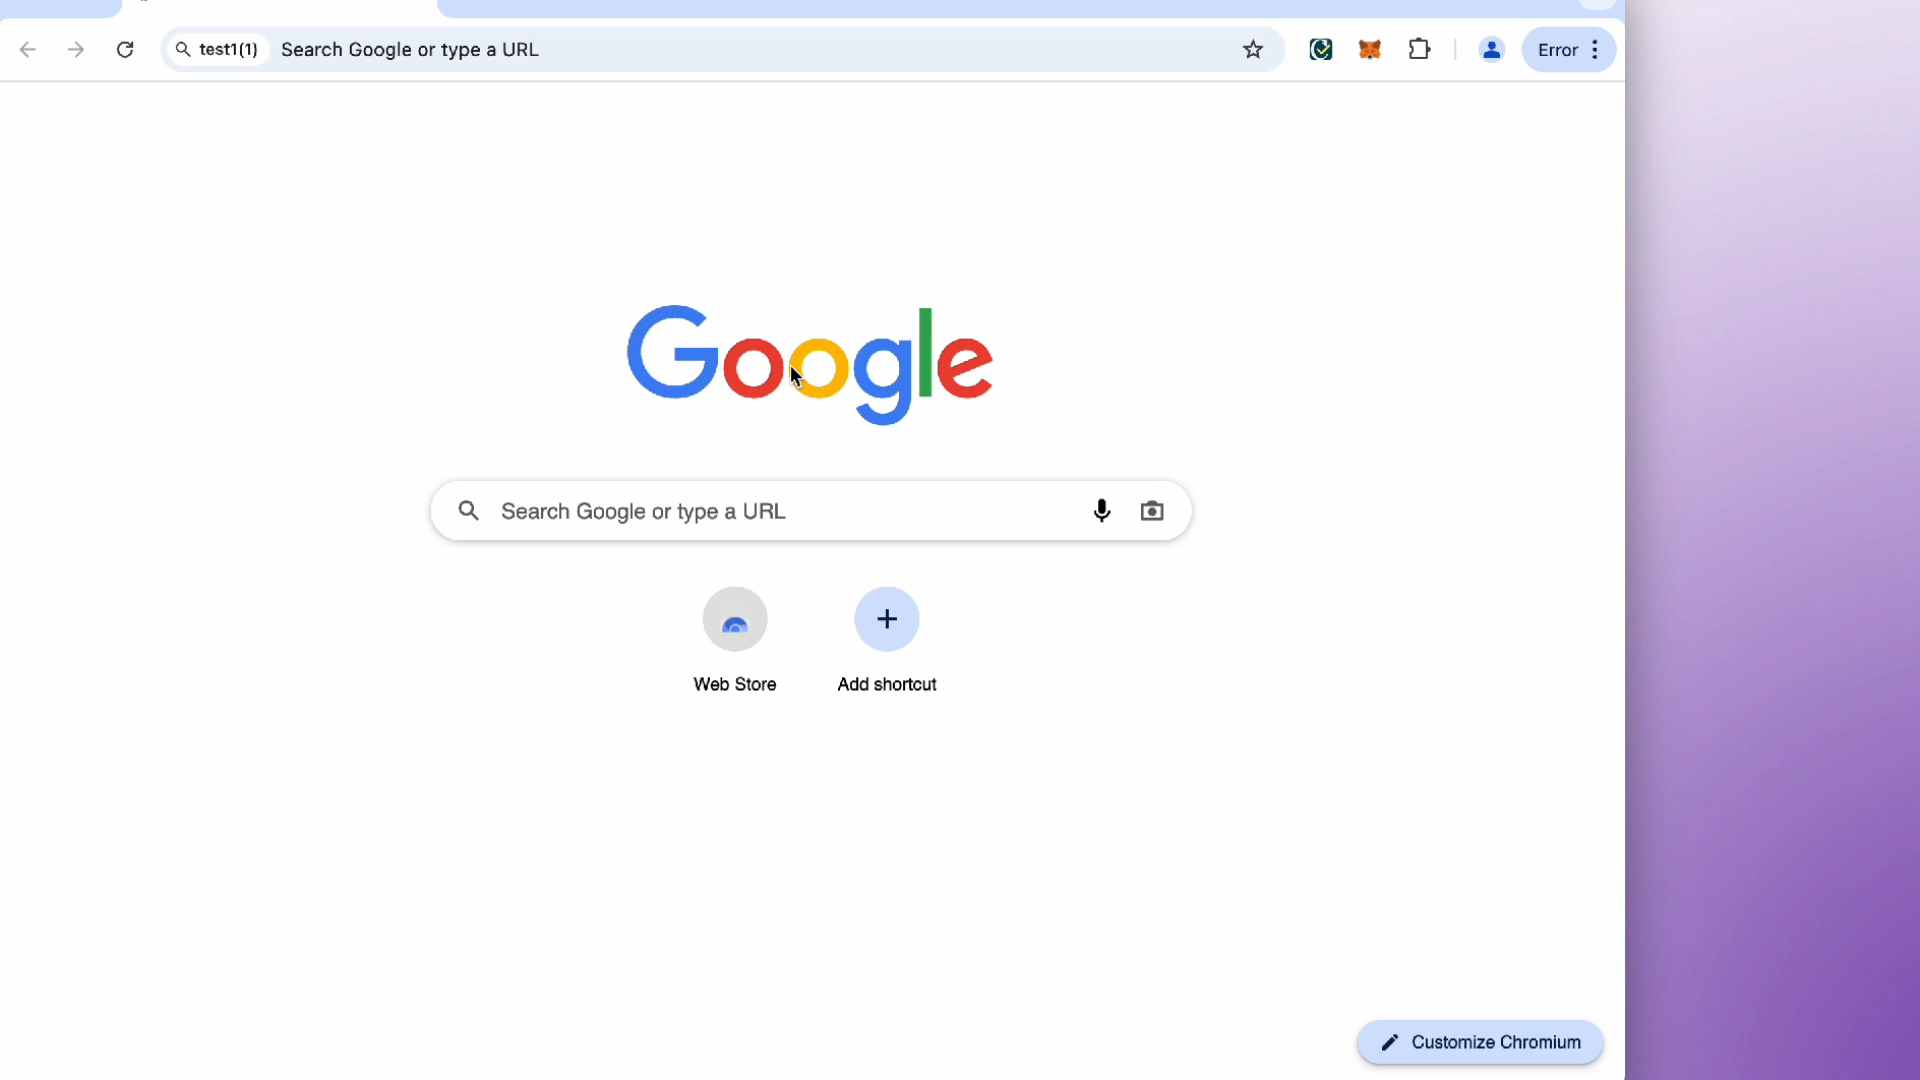 test1(1) Search Google or type a URL Error
Google
Search Google or type a URL
Web Store Add shortcut
Customize Chromium